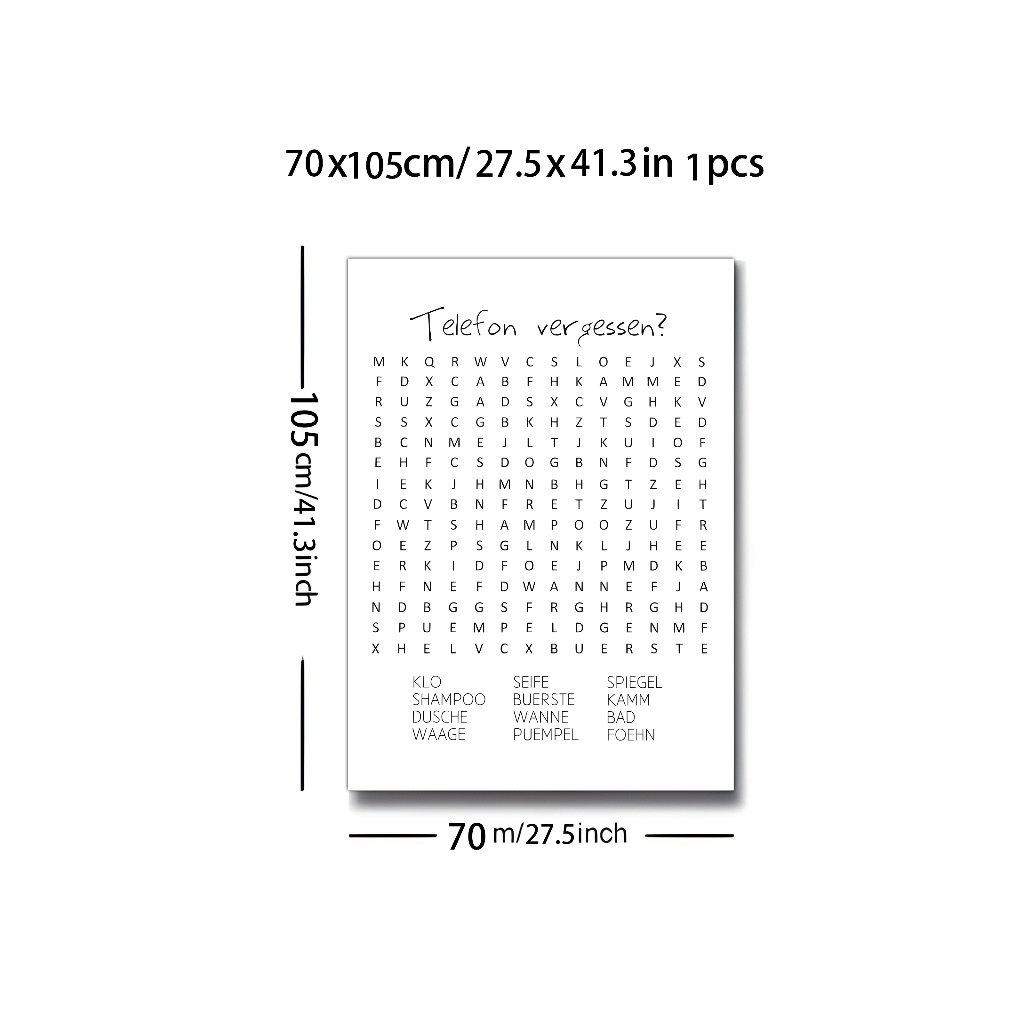 70x105cm/27.5x41.3in 1pcs
105cm/41.3inch
Telefon vergessen?
M K Q R W V C S L O E J X S
F D X C A B F H K A M M E D
R U Z G A D S X C V G H K V
S S X C G B K H Z T S D E D
B C N M E J L T J K U I O F
E H F C S D O G B N F D S G
I E K J H M N B H G T Z E H
D C V B N F R E T Z U J I T
F W T S H A M P O O Z U F R
O E Z P S G L N K L J H E E
E R K I D F O E J P M D K B
H F N E F D W A N N E F J A
N D B G G S F R G H R G H D
S P U E M P E L D G E N M F
X H E L V C X B U E R S T E
KLO SEIFE SPIEGEL
SHAMPOO BUERSTE KAMM
DUSCHE WANNE BAD
WAAGE PUEMPEL FOEHN
70 m/27.5inch